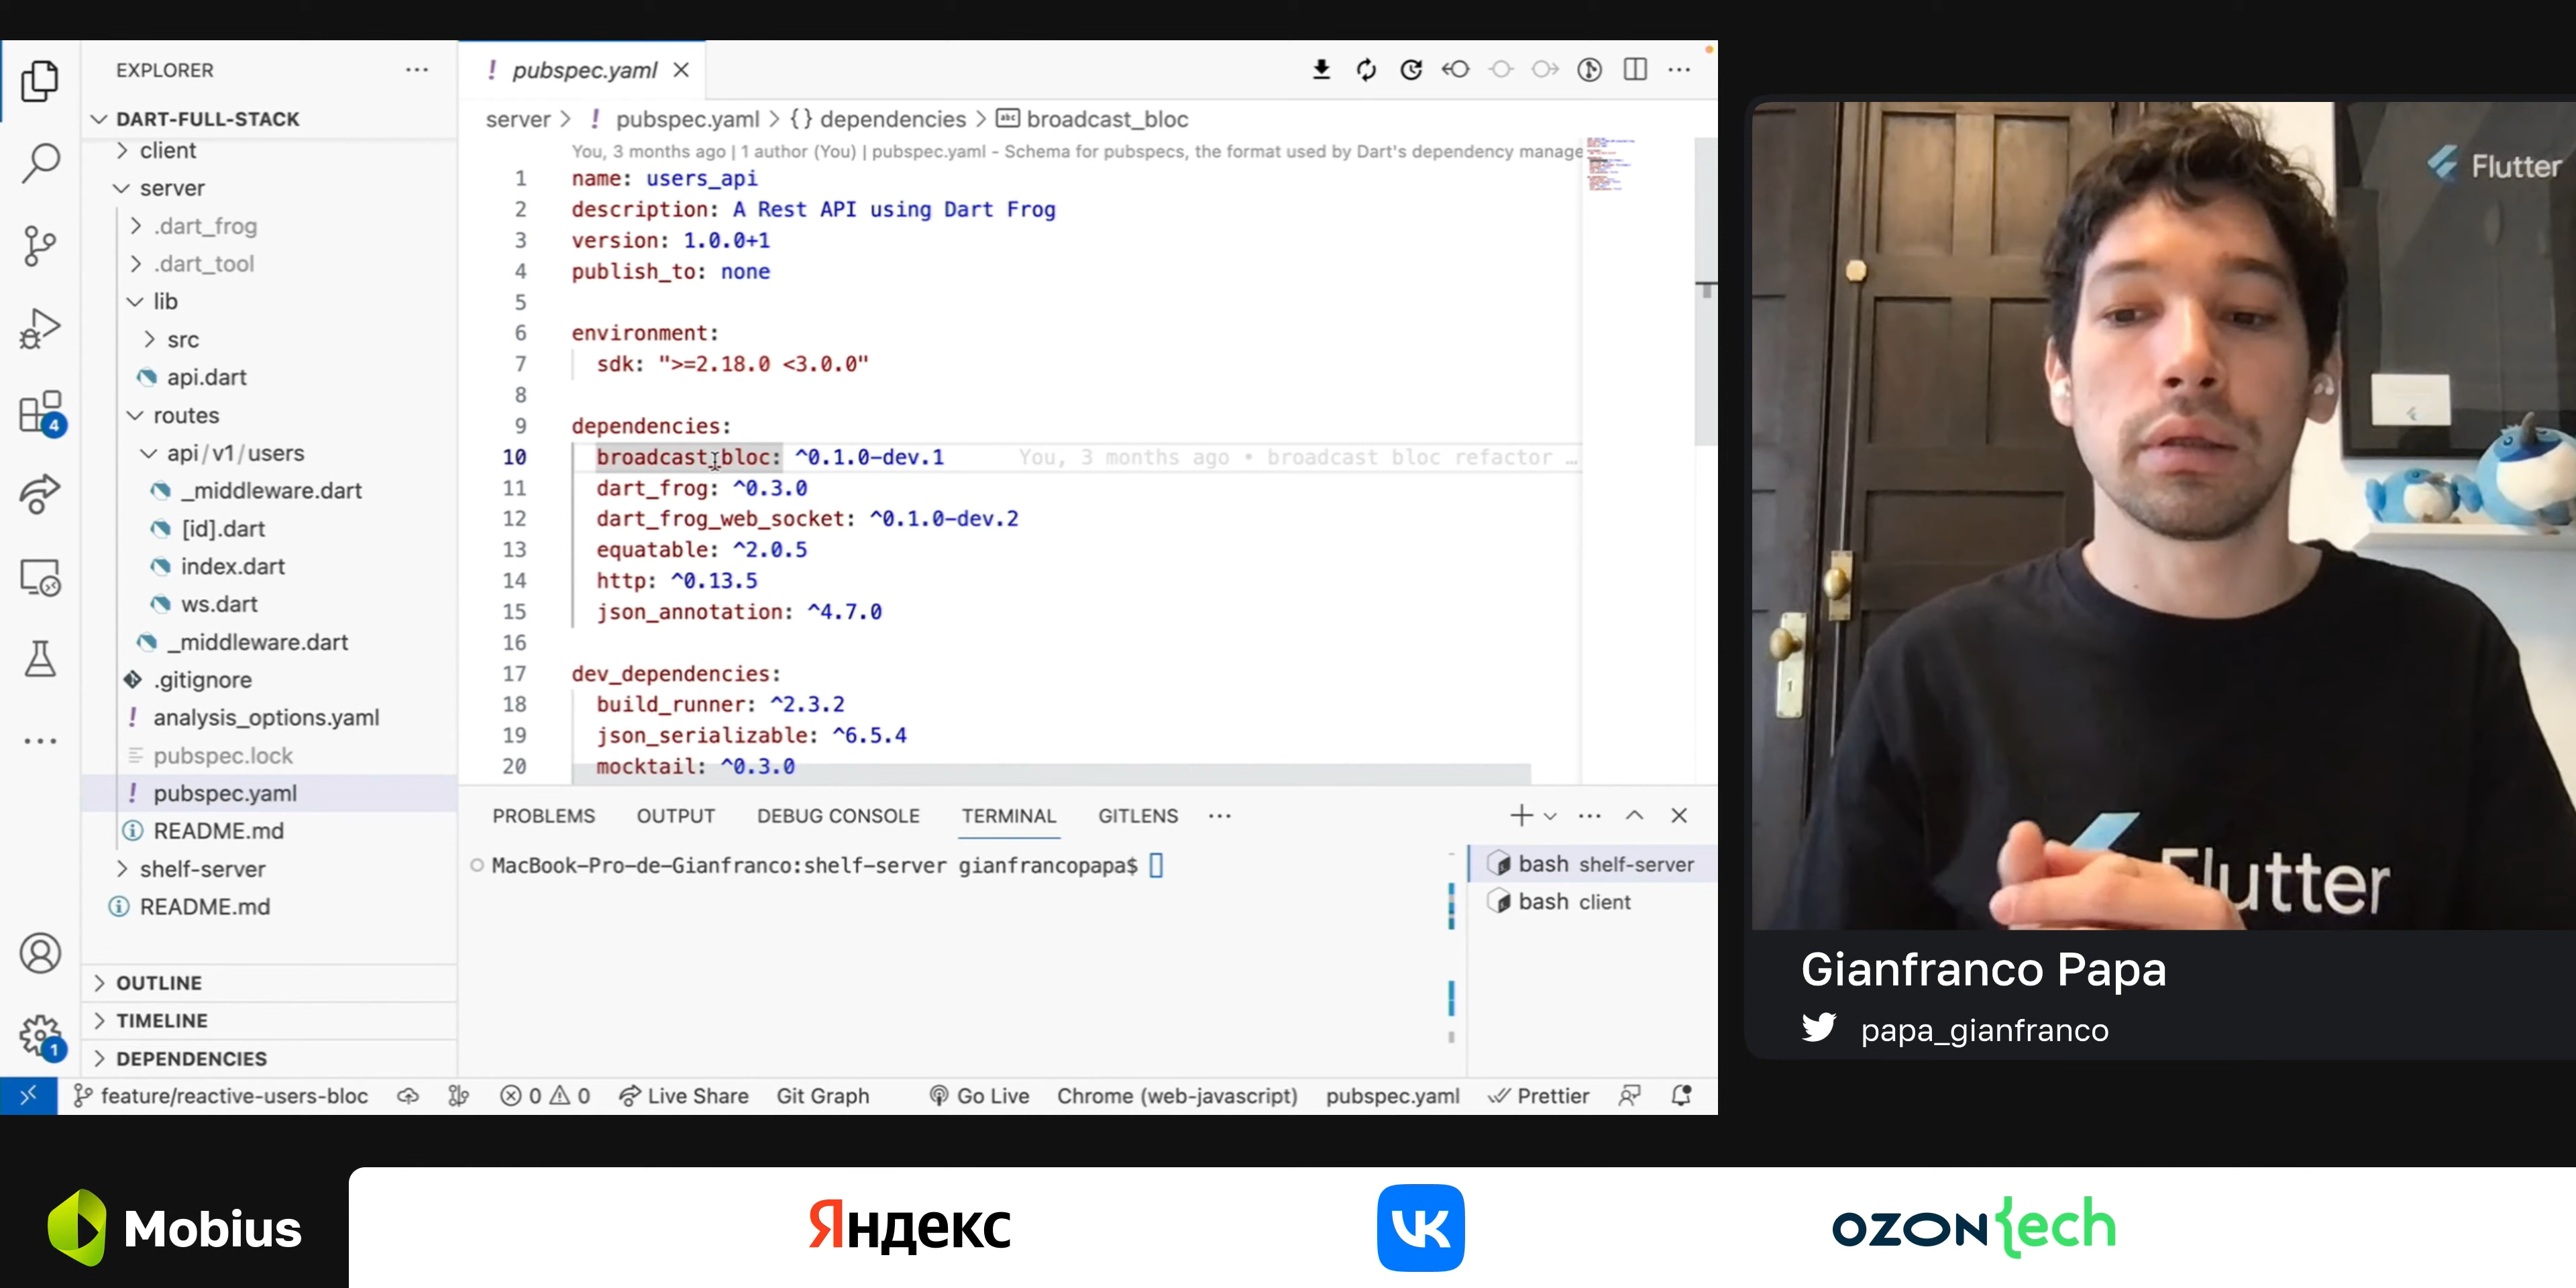 EXPLORER
DART-FULL-STACK
client
server
.dart_frog
.dart_tool
lib
src
api.dart
routes
api/v1/users
_middleware.dart
[id].dart
index.dart
ws.dart
_middleware.dart
.gitignore
analysis_options.yaml
pubspec.lock
pubspec.yaml
README.md
shelf-server
README.md
OUTLINE
TIMELINE
DEPENDENCIES
4
1
pubspec.yaml
server > pubspec.yaml > {} dependencies > abc broadcast_bloc
You, 3 months ago | 1 author (You) | pubspec.yaml - Schema for pubspecs, the format used by Dart's dependency manage
1 name: users_api
2 description: A Rest API using Dart Frog
3 version: 1.0.0+1
4 publish_to: none
5
6 environment:
7 sdk: ">=2.18.0 <3.0.0"
8
9 dependencies:
10 broadcast_bloc: ^0.1.0-dev.1 You, 3 months ago • broadcast bloc refactor …
11 dart_frog: ^0.3.0
12 dart_frog_web_socket: ^0.1.0-dev.2
13 equatable: ^2.0.5
14 http: ^0.13.5
15 json_annotation: ^4.7.0
16
17 dev_dependencies:
18 build_runner: ^2.3.2
19 json_serializable: ^6.5.4
20 mocktail: ^0.3.0
PROBLEMS OUTPUT DEBUG CONSOLE TERMINAL GITLENS
MacBook-Pro-de-Gianfranco:shelf-server gianfrancopapa$
bash shelf-server
bash client
feature/reactive-users-bloc 0 0 Live Share Git Graph Go Live Chrome (web-javascript) pubspec.yaml Prettier
Flutter
1
Flutter
Gianfranco Papa
papa_gianfranco
Mobius
Яндекс
VK
OZON{ech